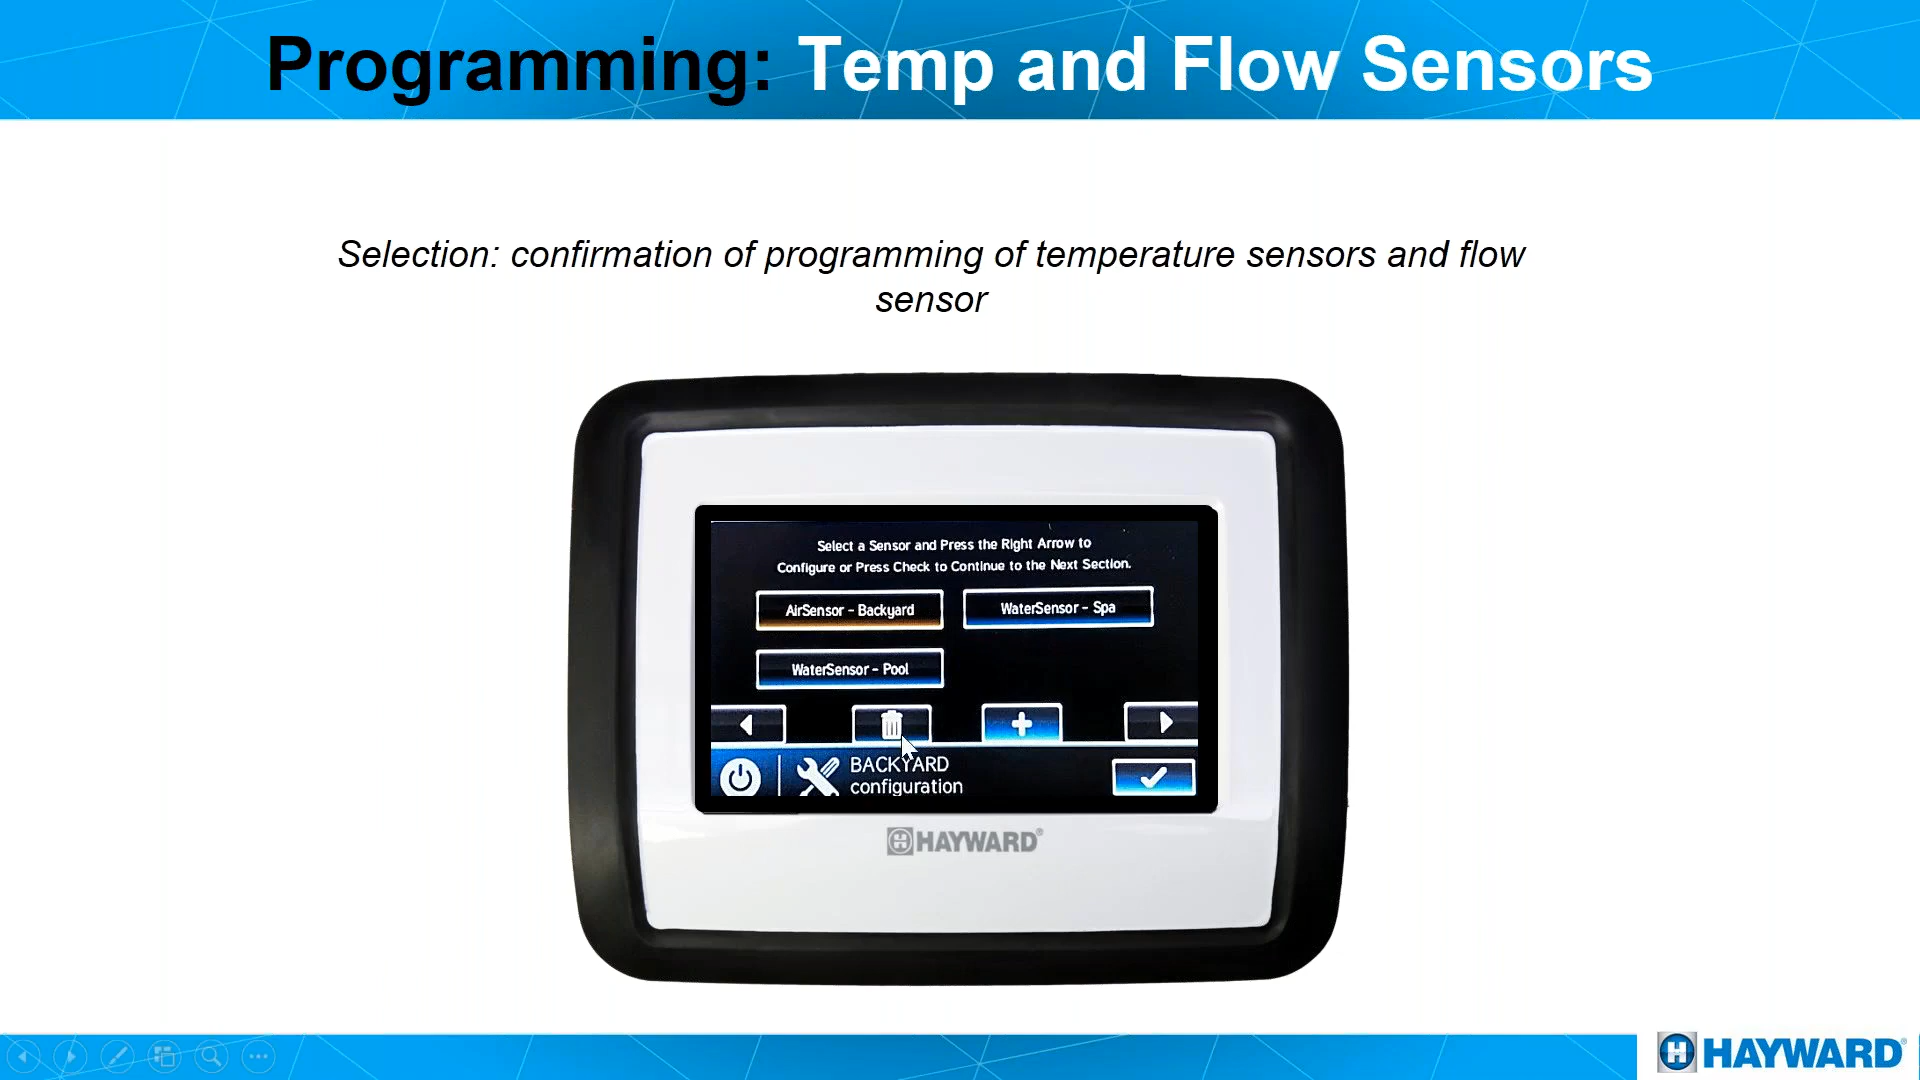 Programming: Temp and Flow Sensors
Selection: confirmation of programming of temperature sensors and flow
sensor
Select a Sensor and Press the Right Arrow to
Configure or Press Check to Continue to the Next Section.
AirSensor - Backyard
WaterSensor - Spa
WaterSensor - Pool
BACKYARD
configuration
HAYWARD®
HAYWARD®